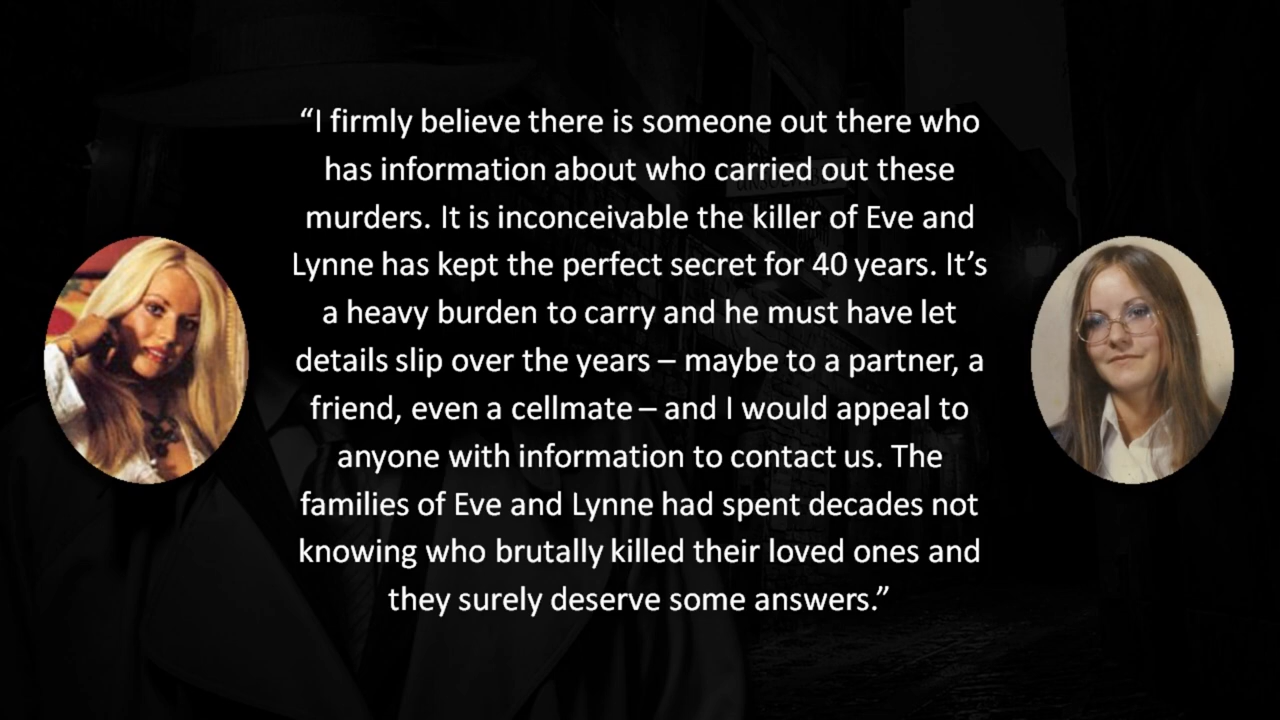 “I firmly believe there is someone out there who
has information about who carried out these
murders. It is inconceivable the killer of Eve and
Lynne has kept the perfect secret for 40 years. It’s
a heavy burden to carry and he must have let
details slip over the years – maybe to a partner, a
friend, even a cellmate – and I would appeal to
anyone with information to contact us. The
families of Eve and Lynne had spent decades not
knowing who brutally killed their loved ones and
they surely deserve some answers.”